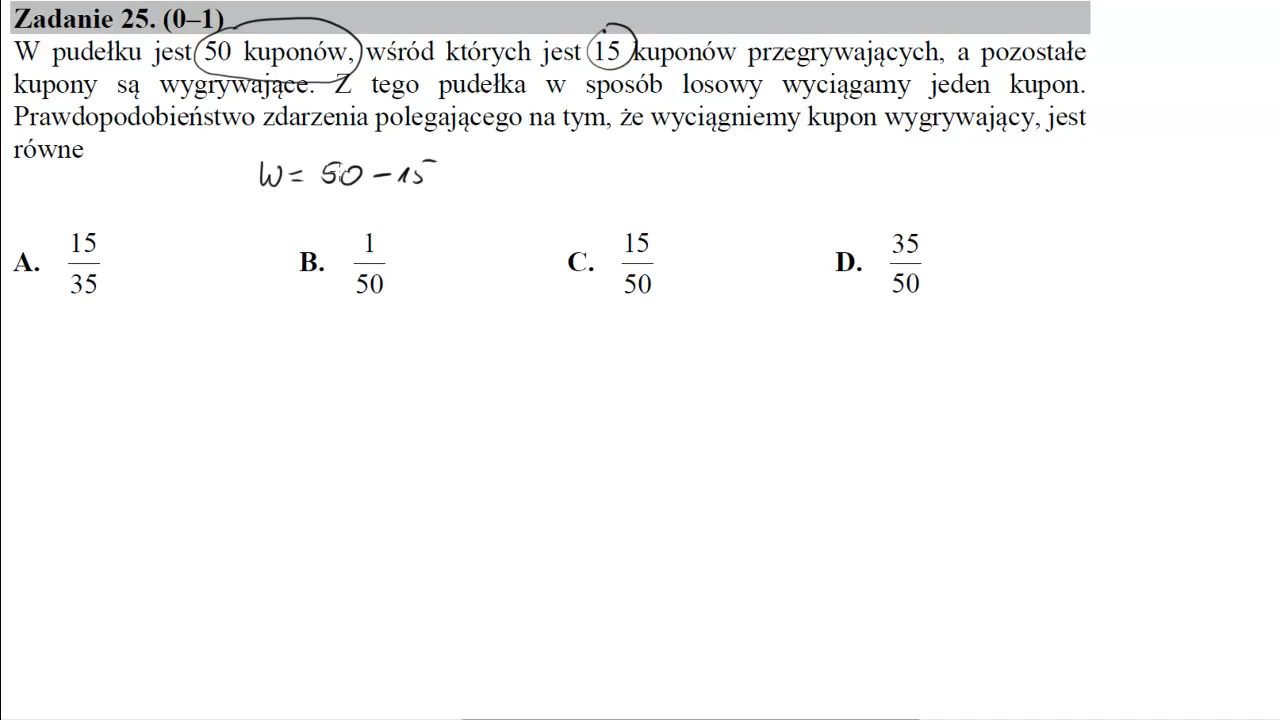 Zadanie 25. (0–1)
W pudełku jest 50 kuponów, wśród których jest 15 kuponów przegrywających, a pozostałe
kupony są wygrywające. Z tego pudełka w sposób losowy wyciągamy jeden kupon.
Prawdopodobieństwo zdarzenia polegającego na tym, że wyciągniemy kupon wygrywający, jest
równe
W = 50 – 15
A. 15/35 B. 1/50 C. 15/50 D. 35/50